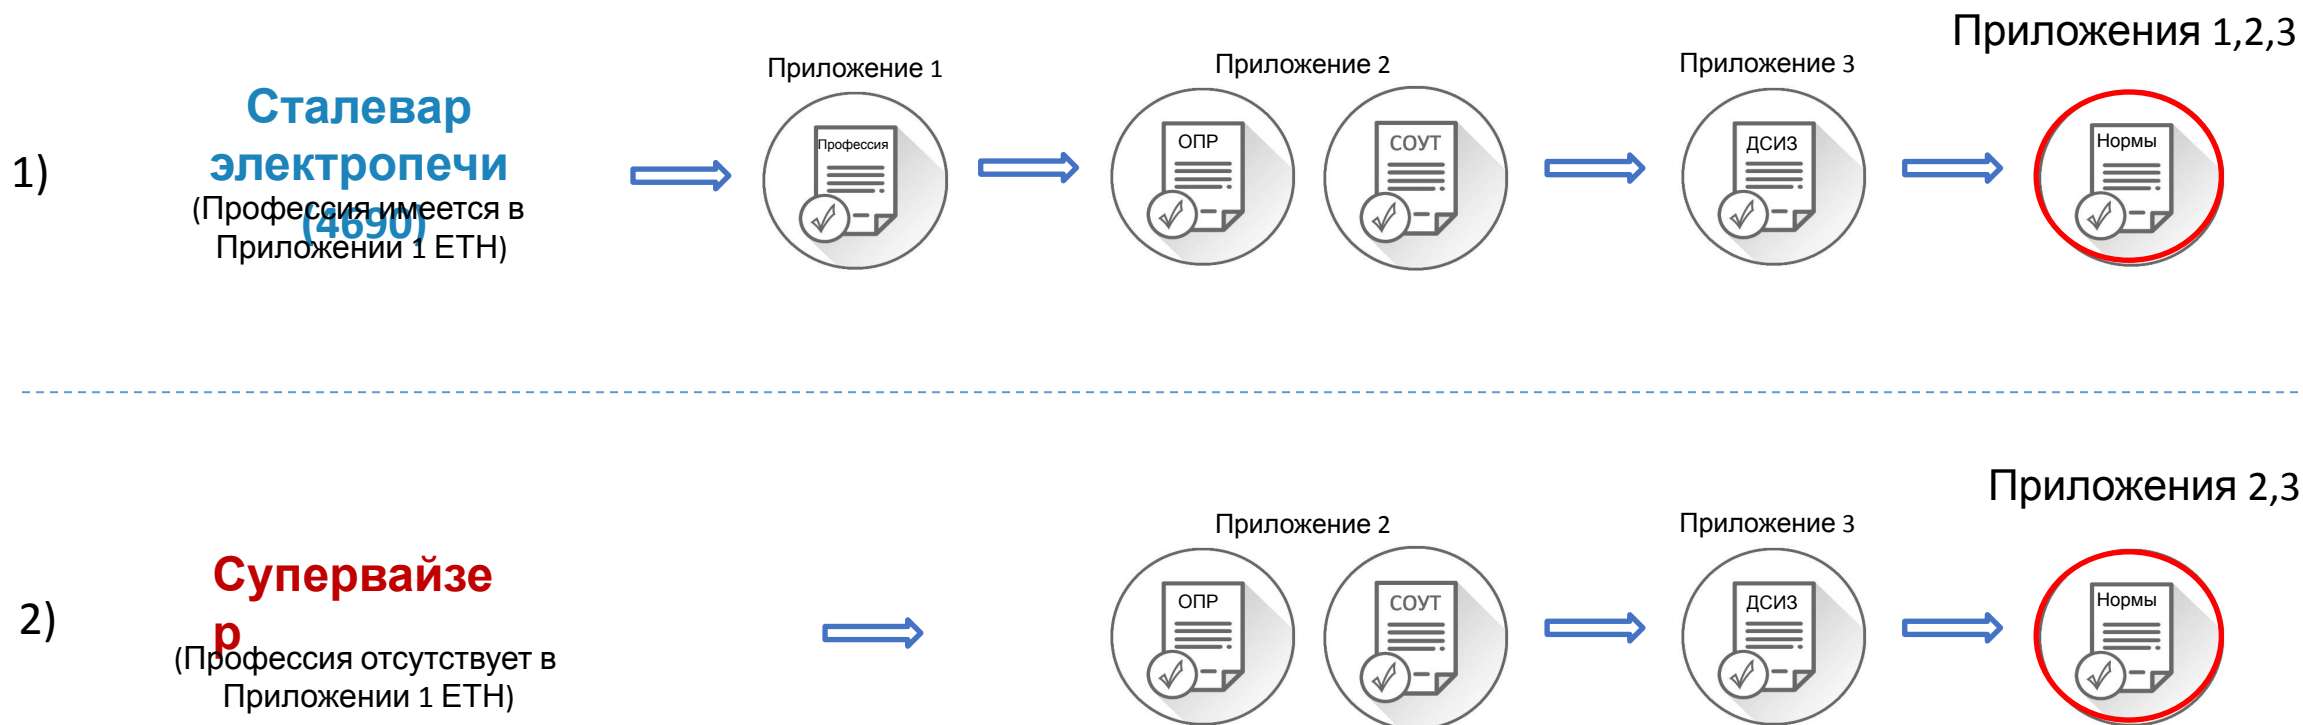 Приложения 1,2,3
Приложение 1
Приложение 2
Приложение 3
1)
Сталевар
электропечи
(4690)
(Профессия имеется в
Приложении 1 ЕТН)
Профессия
ОПР
СОУТ
ДСИЗ
Нормы
Приложения 2,3
Приложение 2
Приложение 3
2)
Супервайзе
р
(Профессия отсутствует в
Приложении 1 ЕТН)
ОПР
СОУТ
ДСИЗ
Нормы